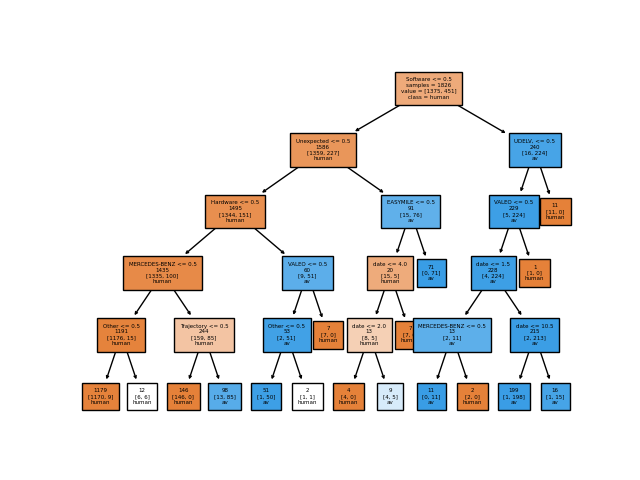 Software <= 0.5
samples = 1826
value = [1375, 451]
class = human
Unexpected <= 0.5
1586
[1359, 227]
human
UDELV, <= 0.5
240
[16, 224]
av
Hardware <= 0.5
1495
[1344, 151]
human
EASYMILE <= 0.5
91
[15, 76]
av
VALEO <= 0.5
229
[5, 224]
av
11
[11, 0]
human
MERCEDES-BENZ <= 0.5
1435
[1335, 100]
human
VALEO <= 0.5
60
[9, 51]
av
date <= 4.0
20
[15, 5]
human
71
[0, 71]
av
date <= 1.5
228
[4, 224]
av
1
[1, 0]
human
Other <= 0.5
1191
[1176, 15]
human
Trajectory <= 0.5
244
[159, 85]
human
Other <= 0.5
53
[2, 51]
av
7
[7, 0]
human
date <= 2.0
13
[8, 5]
human
7
human
MERCEDES-BENZ <= 0.5
13
[2, 11]
av
date <= 10.5
215
[2, 213]
av
1179
[1170, 9]
human
12
[6, 6]
human
146
[146, 0]
human
98
[13, 85]
av
51
[1, 50]
av
2
[1, 1]
human
4
[4, 0]
human
9
[4, 5]
av
11
[0, 11]
av
2
[2, 0]
human
199
[1, 198]
av
16
[1, 15]
av